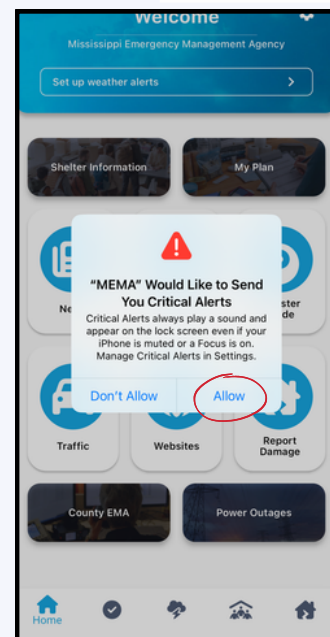 Welcome
Mississippi Emergency Management Agency
Set up weather alerts
Shelter Information
My Plan
"MEMA" Would Like to Send
You Critical Alerts
Critical Alerts always play a sound and
appear on the lock screen even if your
iPhone is muted or a Focus is on.
Manage Critical Alerts in Settings.
Don't Allow
Allow
Traffic
Websites
Report
Damage
County EMA
Power Outages
Home